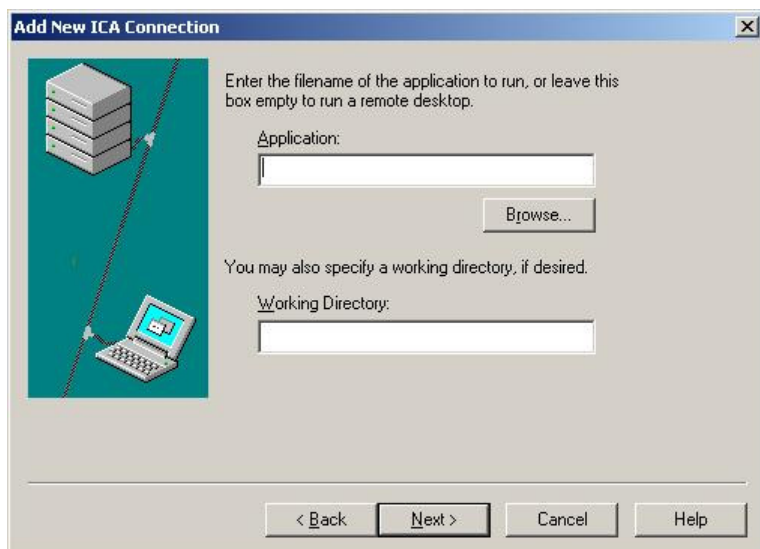 Add New ICA Connection
Enter the filename of the application to run, or leave this
box empty to run a remote desktop.
Application:
Browse...
You may also specify a working directory, if desired.
Working Directory:
< Back
Next >
Cancel
Help